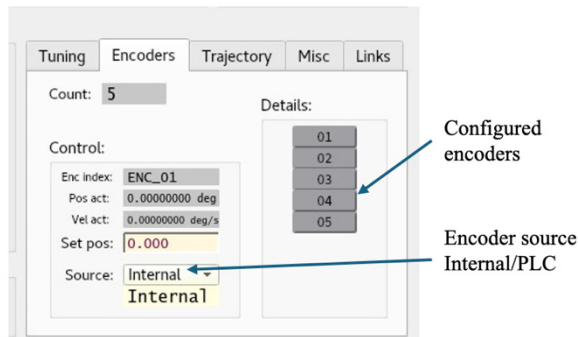 Tuning Encoders Trajectory Misc Links
Count: 5
Details:
01
02
03
04
05
Control:
Enc index: ENC_01
Pos act: 0.00000000 deg
Vel act: 0.00000000 deg/s
Set pos: 0.000
Source: Internal
Internal
Configured
encoders
Encoder source
Internal/PLC